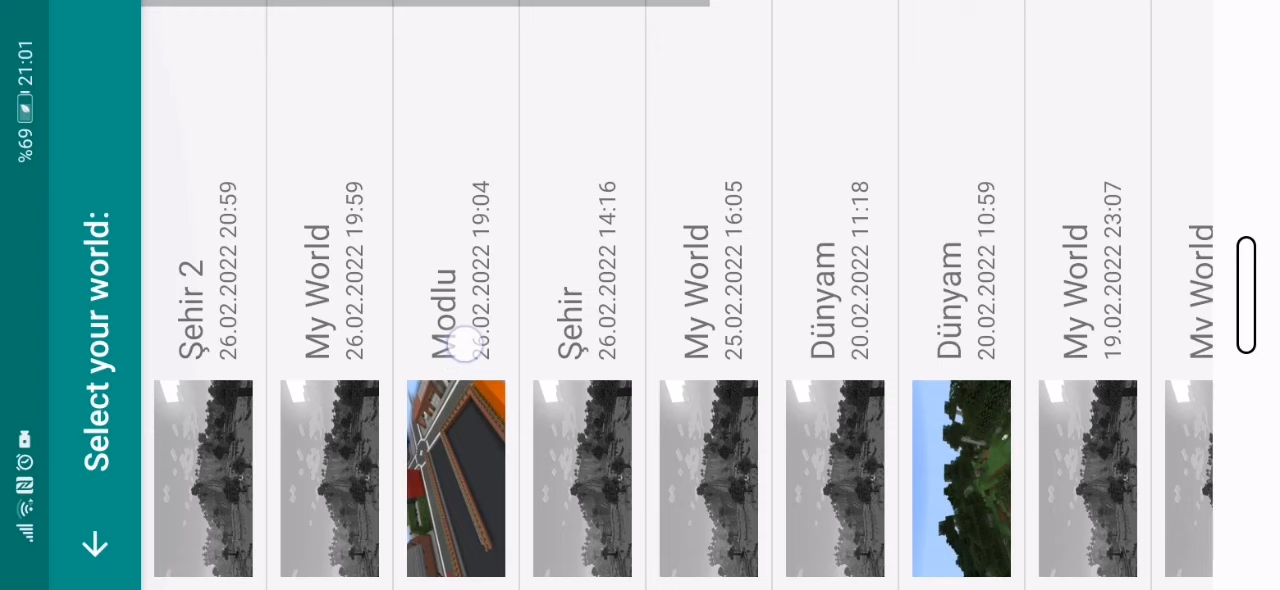 %69 21:01
Select your world:
Şehir 2
26.02.2022 20:59
My World
26.02.2022 19:59
Modlu
26.02.2022 19:04
Şehir
26.02.2022 14:16
My World
25.02.2022 16:05
Dünyam
20.02.2022 11:18
Dünyam
20.02.2022 10:59
My World
19.02.2022 23:07
My World